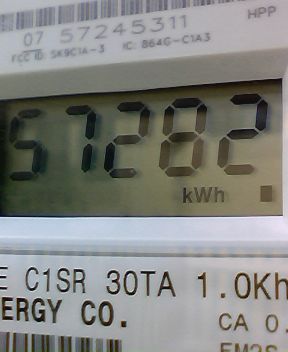 07 57245311
HPP
FCC ID: SK9C1A-3 IC: 864G-C1A3
57282
kWh
E C1SR 30TA 1.0Kh
ERGY CO.
CA 0.